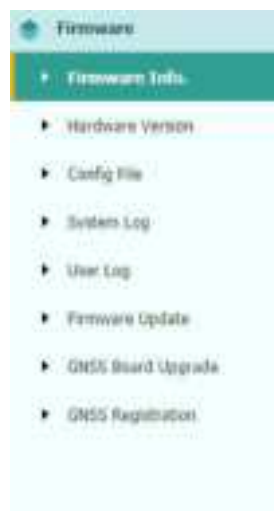 Firmware
Firmware Info.
Hardware Version
Config File
System Log
User Log
Firmware Update
GNSS Board Upgrade
GNSS Registration